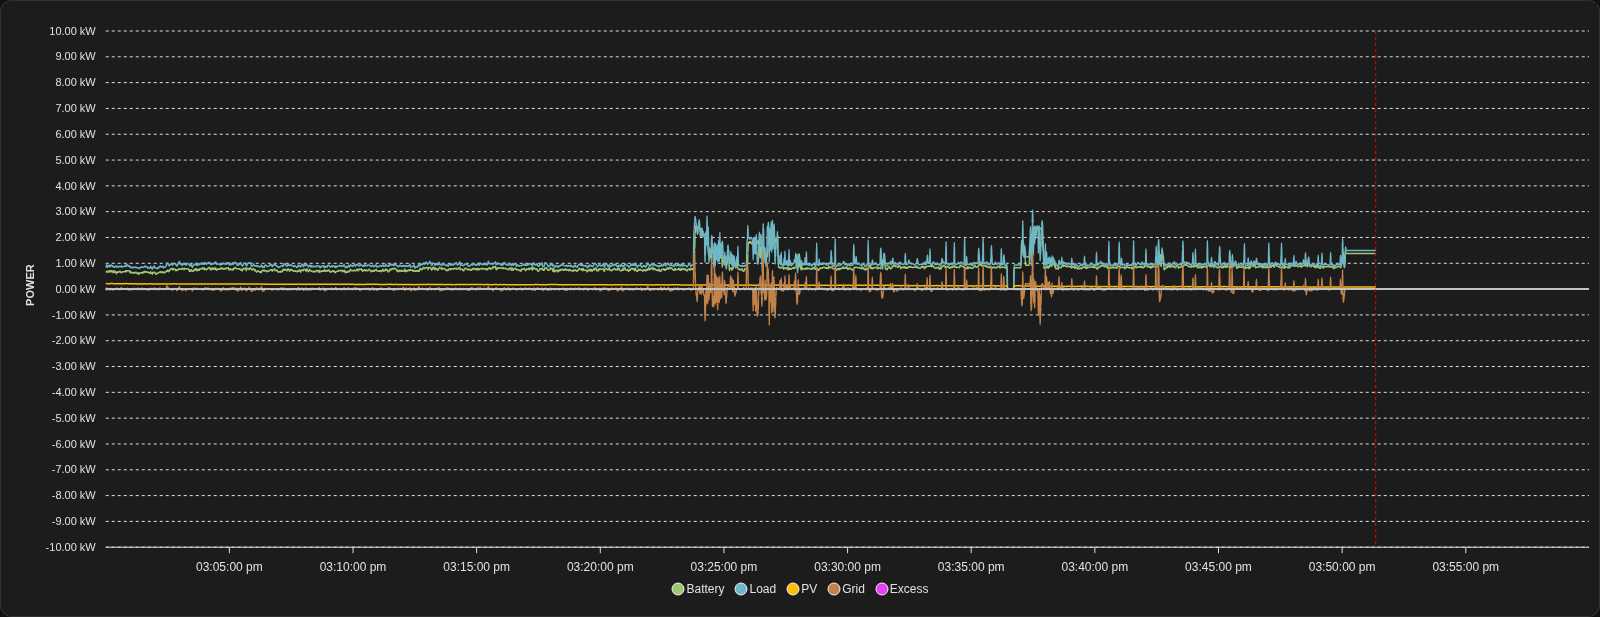 10.00 kW
9.00 kW
8.00 kW
7.00 kW
6.00 kW
5.00 kW
4.00 kW
3.00 kW
2.00 kW
1.00 kW
0.00 kW
-1.00 kW
-2.00 kW
-3.00 kW
-4.00 kW
-5.00 kW
-6.00 kW
-7.00 kW
-8.00 kW
-9.00 kW
-10.00 kW
POWER
03:05:00 pm 03:10:00 pm 03:15:00 pm 03:20:00 pm 03:25:00 pm 03:30:00 pm 03:35:00 pm 03:40:00 pm 03:45:00 pm 03:50:00 pm 03:55:00 pm
Battery Load PV Grid Excess